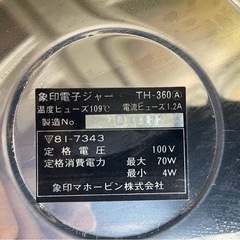 象印電子ジャー TH-360Ⓐ
温度ヒューズ109℃ 電流ヒューズ1.2A
製造No.
▽81-7343
定格電圧 100V
定格消費電力 最大 70W
最小 4W
象印マホービン株式会社